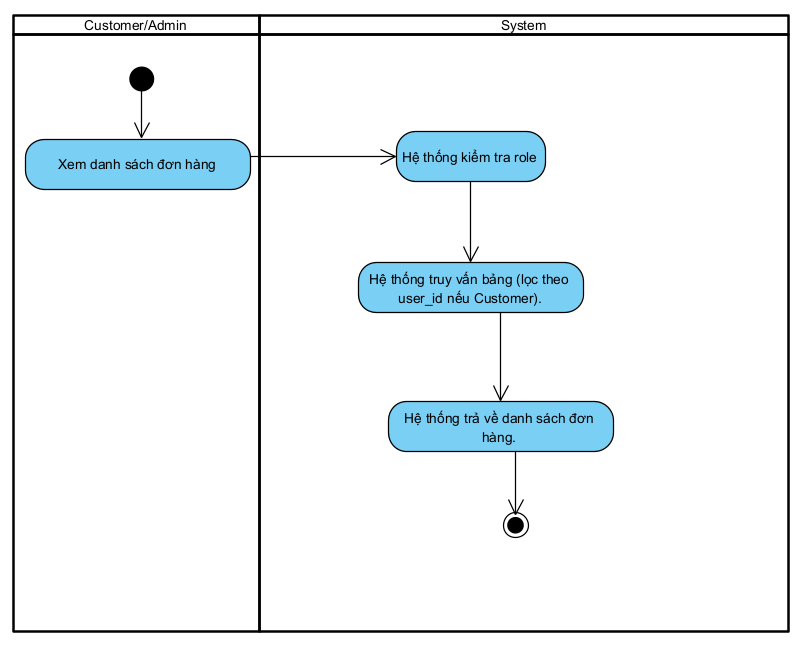 Customer/Admin
System
Xem danh sách đơn hàng
Hệ thống kiểm tra role
Hệ thống truy vấn bảng (lọc theo
user_id nếu Customer).
Hệ thống trả về danh sách đơn
hàng.